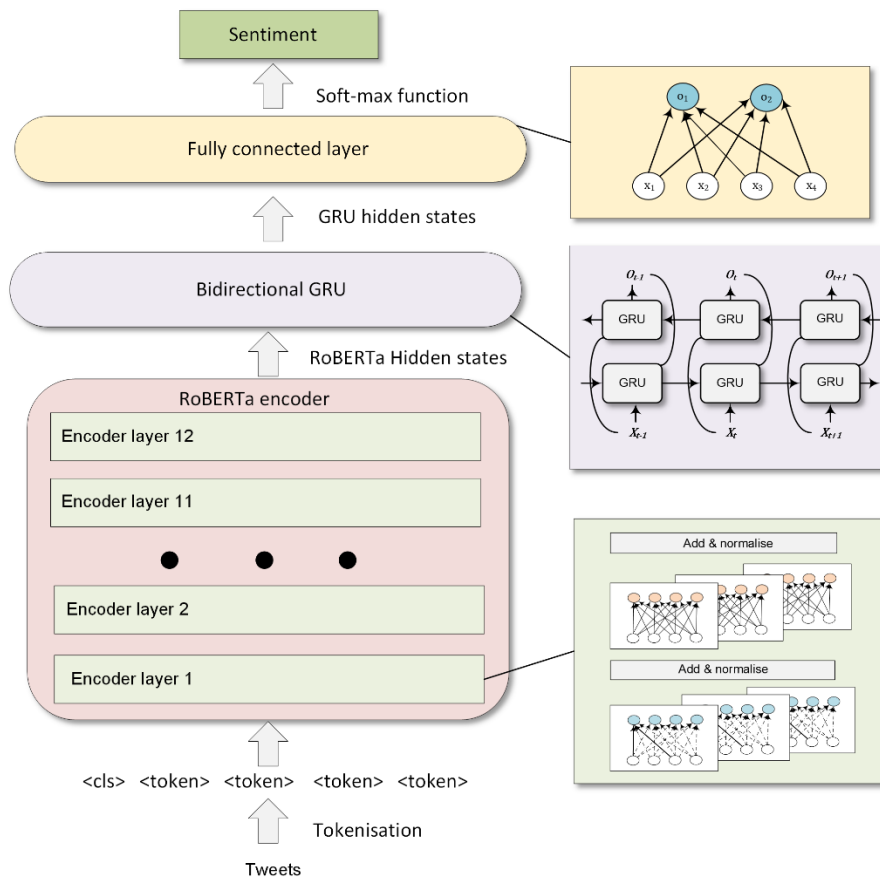 Sentiment
Soft-max function
Fully connected layer
GRU hidden states
Bidirectional GRU
RoBERTa Hidden states
RoBERTa encoder
Encoder layer 12
Encoder layer 11
Encoder layer 2
Encoder layer 1
<cls> <token> <token> <token> <token>
Tokenisation
Tweets
o₁ o₂
x₁ x₂ x₃ x₄
Oₜ₋₁ Oₜ Oₜ₊₁
GRU GRU GRU
GRU GRU GRU
Xₜ₋₁ Xₜ Xₜ₊₁
Add & normalise
Add & normalise